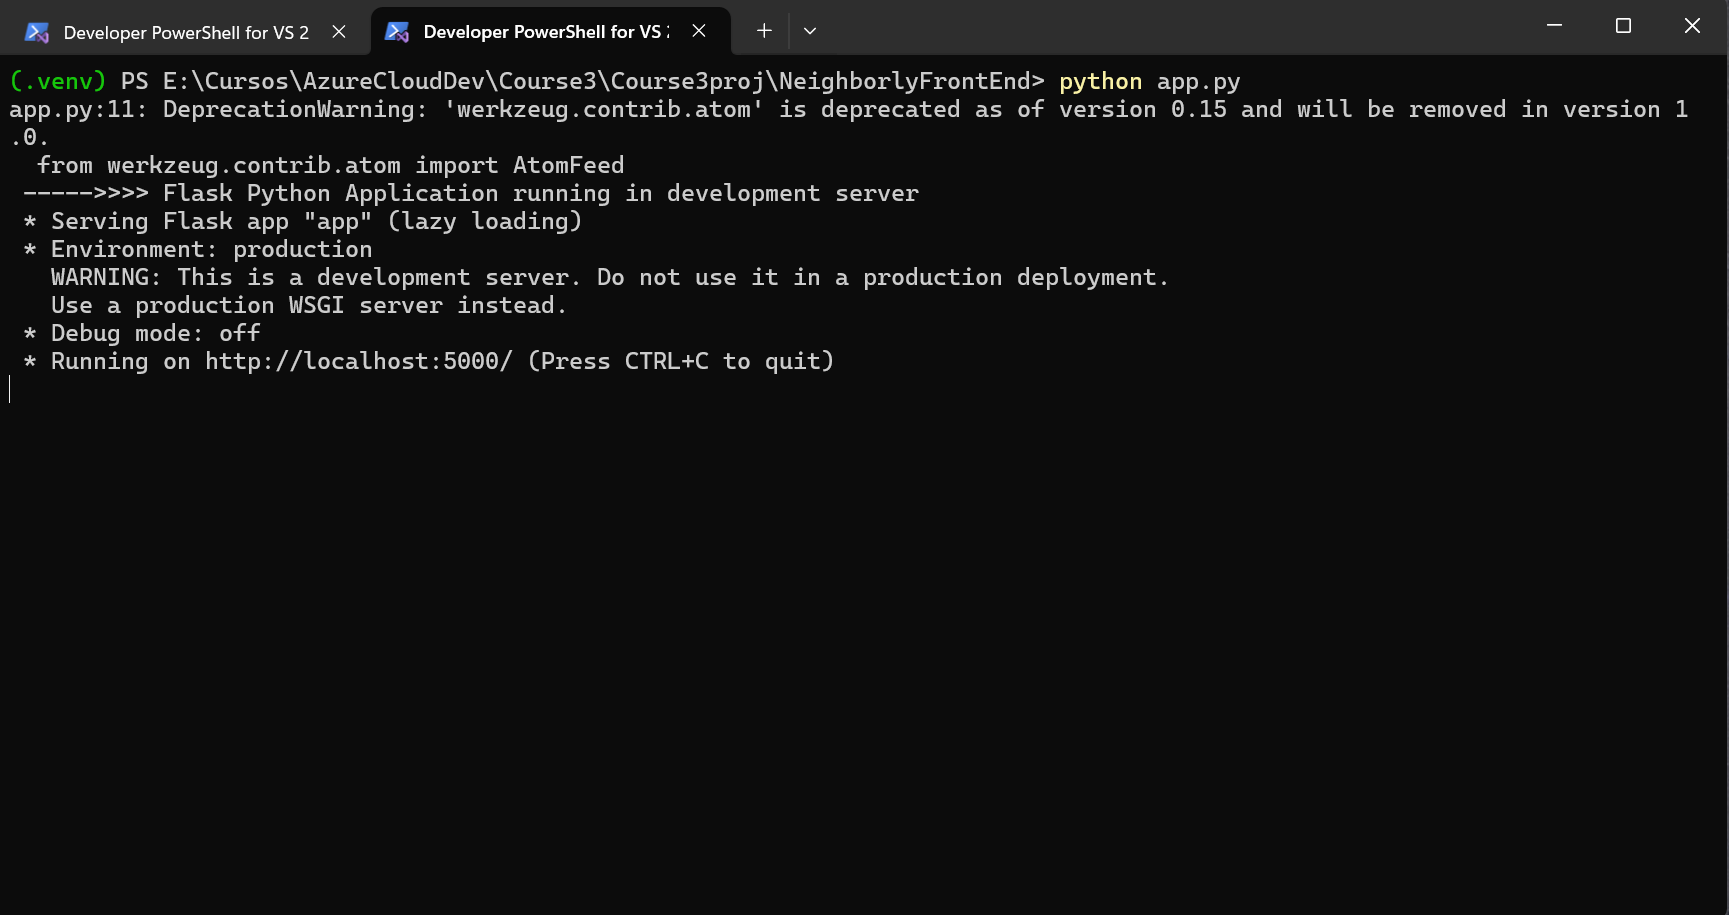 Developer PowerShell for VS 2
Developer PowerShell for VS 2
(.venv) PS E:\Cursos\AzureCloudDev\Course3\Course3proj\NeighborlyFrontEnd> python app.py
app.py:11: DeprecationWarning: 'werkzeug.contrib.atom' is deprecated as of version 0.15 and will be removed in version 1
.0.
  from werkzeug.contrib.atom import AtomFeed
 ----->>>> Flask Python Application running in development server
 * Serving Flask app "app" (lazy loading)
 * Environment: production
   WARNING: This is a development server. Do not use it in a production deployment.
   Use a production WSGI server instead.
 * Debug mode: off
 * Running on http://localhost:5000/ (Press CTRL+C to quit)